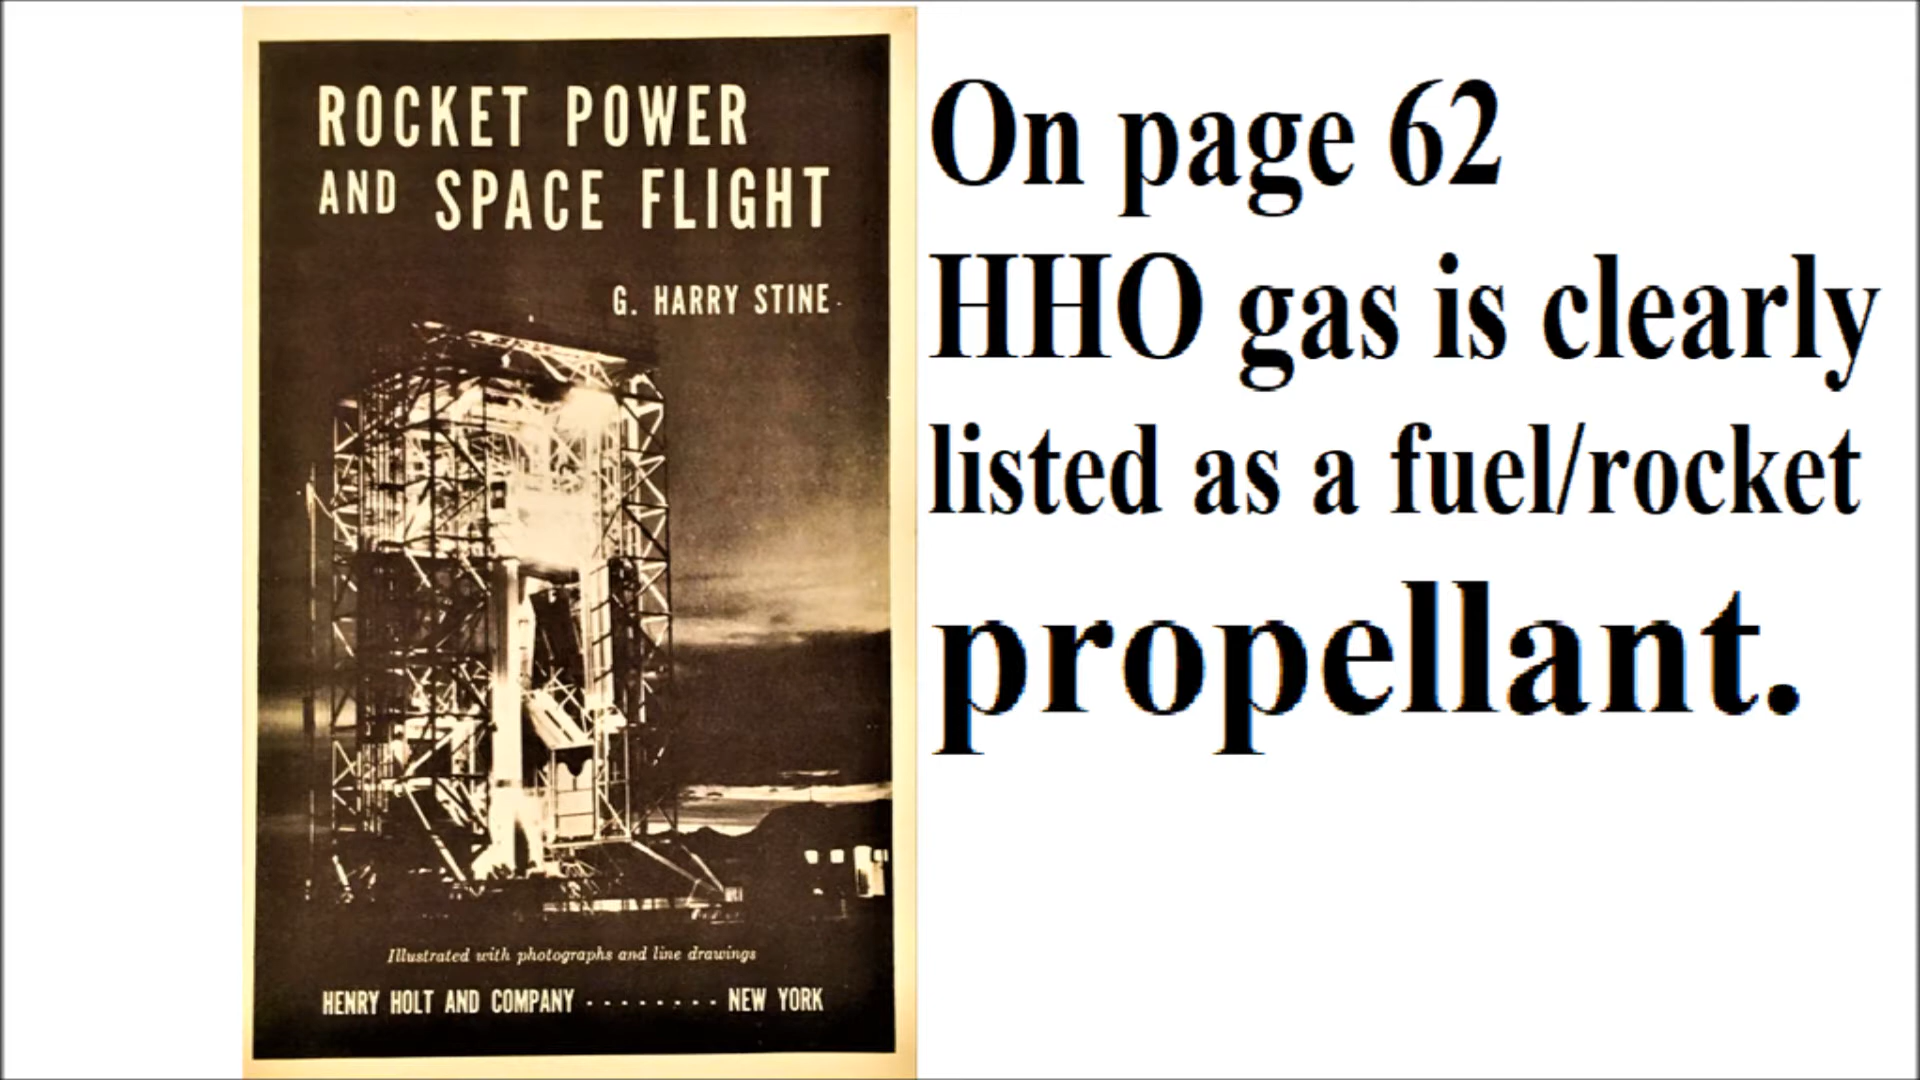 ROCKET POWER
AND SPACE FLIGHT
G. HARRY STINE
Illustrated with photographs and line drawings
HENRY HOLT AND COMPANY ........ NEW YORK
On page 62
HHO gas is clearly
listed as a fuel/rocket
propellant.